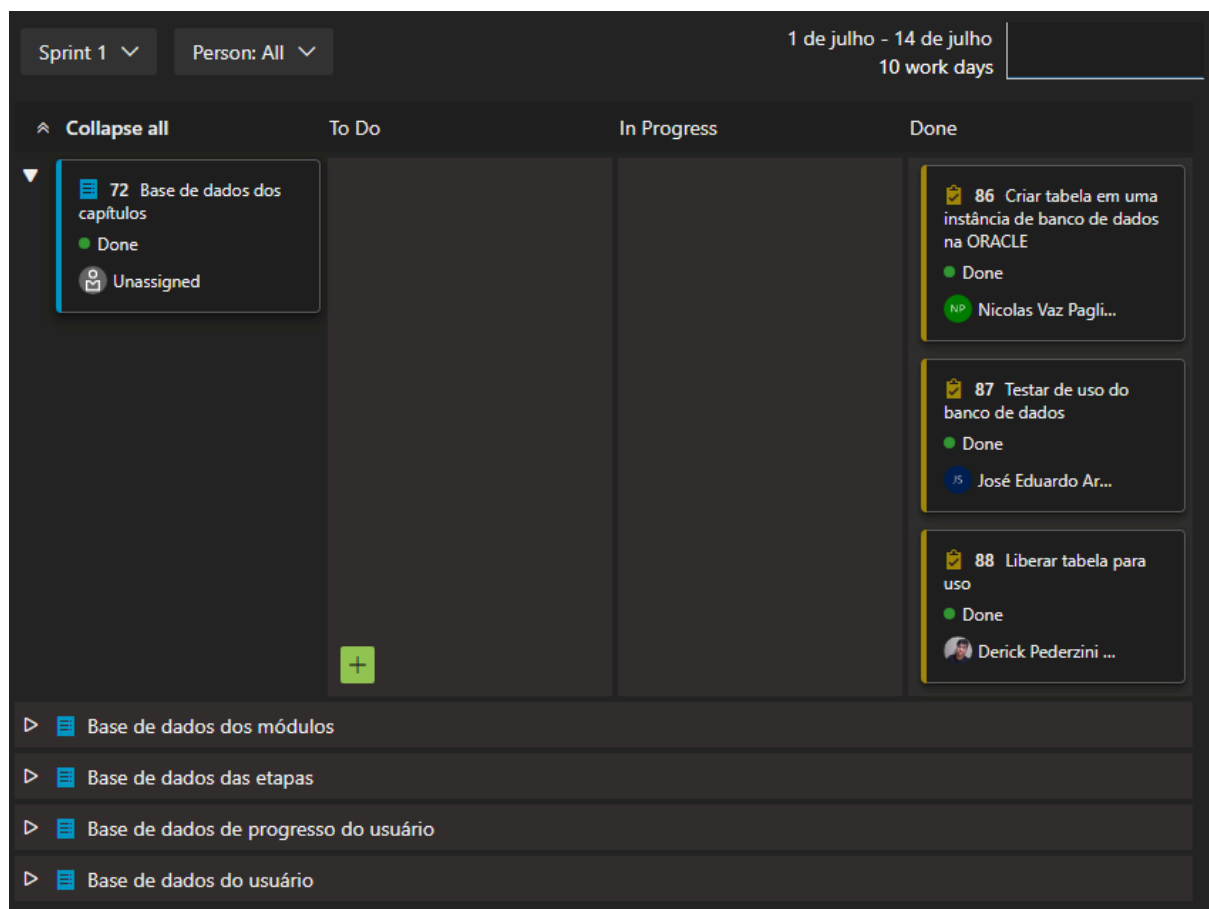 Sprint 1
Person: All
1 de julho - 14 de julho
10 work days
Collapse all
To Do
In Progress
Done
72 Base de dados dos
capítulos
Done
Unassigned
86 Criar tabela em uma
instância de banco de dados
na ORACLE
Done
NP Nicolas Vaz Pagli...
87 Testar de uso do
banco de dados
Done
JS José Eduardo Ar...
88 Liberar tabela para
uso
Done
Derick Pederzini ...
Base de dados dos módulos
Base de dados das etapas
Base de dados de progresso do usuário
Base de dados do usuário